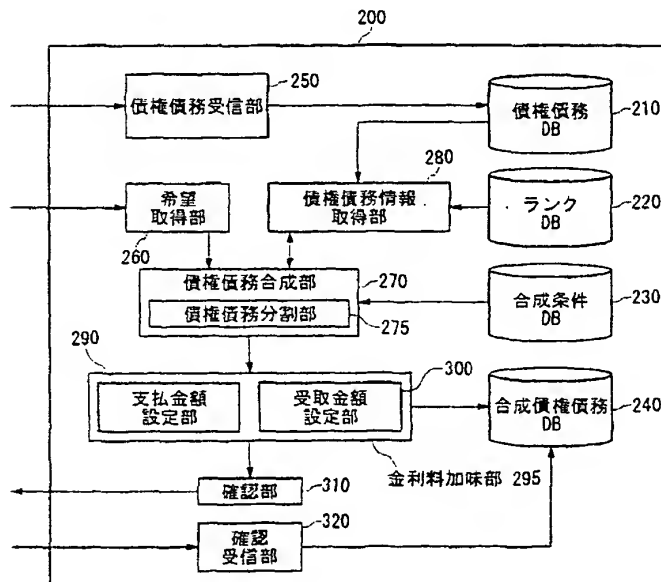 200
250
債権債務受信部
債権債務
DB
210
280
希望
取得部
260
債権債務情報
取得部
ランク
DB
220
債権債務合成部
270
債権債務分割部
275
合成条件
DB
230
290
支払金額
設定部
受取金額
設定部
300
合成債権債務
DB
240
金利料加味部 295
確認部
310
320
確認
受信部